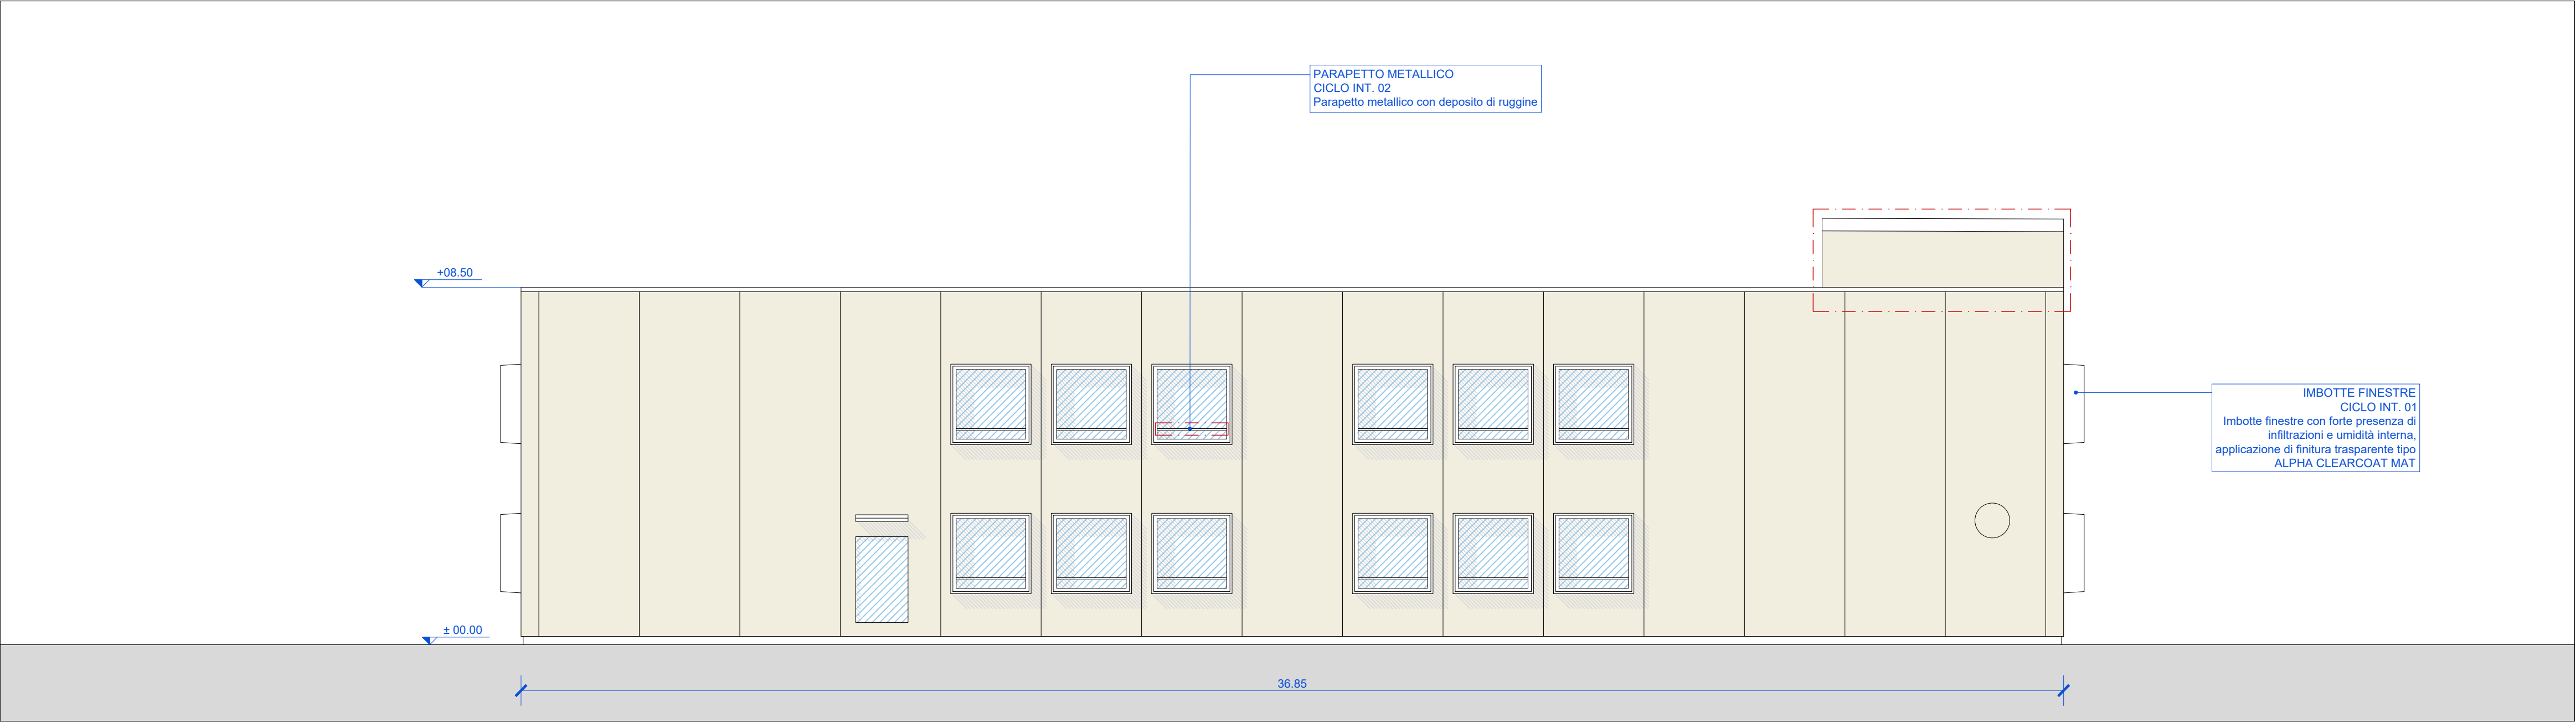 PARAPETTO METALLICO
CICLO INT. 02
Parapetto metallico con deposito di ruggine
+08.50
IMBOTTE FINESTRE
CICLO INT. 01
Imbotte finestre con forte presenza di
infiltrazioni e umidità interna,
applicazione di finitura trasparente tipo
ALPHA CLEARCOAT MAT
± 00.00
36.85